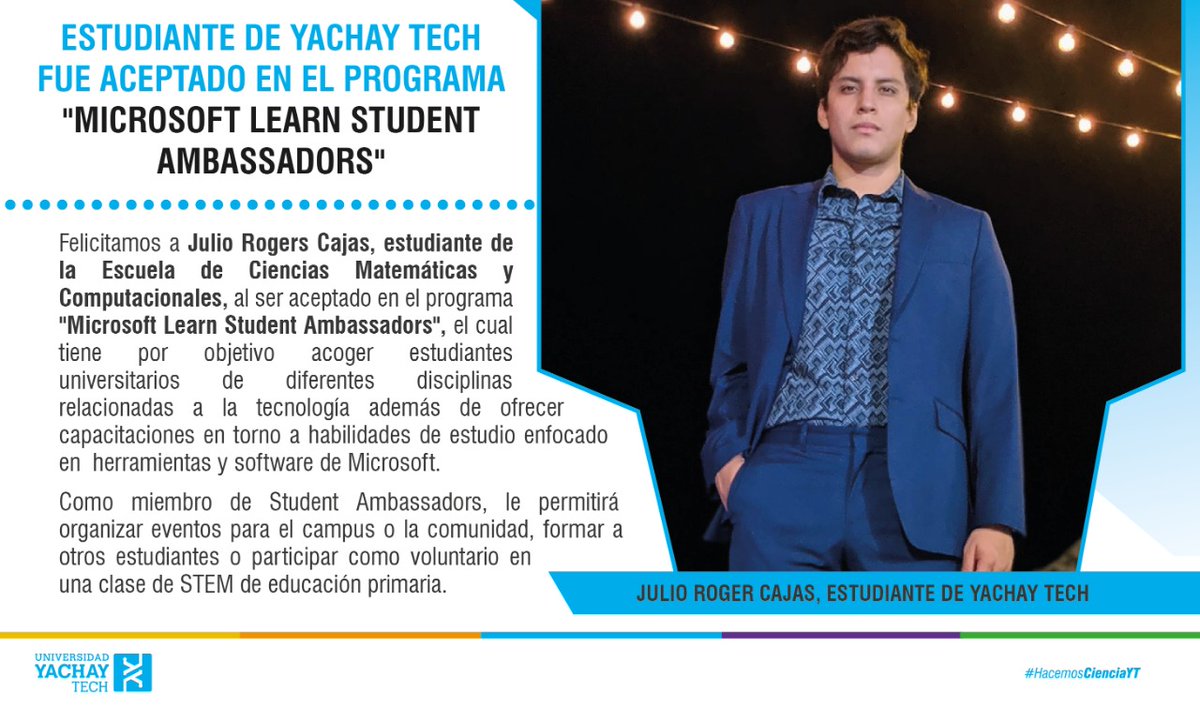 ESTUDIANTE DE YACHAY TECH
FUE ACEPTADO EN EL PROGRAMA
"MICROSOFT LEARN STUDENT
AMBASSADORS"
Felicitamos a Julio Rogers Cajas, estudiante de
la Escuela de Ciencias Matemáticas y
Computacionales, al ser aceptado en el programa
"Microsoft Learn Student Ambassadors", el cual
tiene por objetivo acoger estudiantes
universitarios de diferentes disciplinas
relacionadas a la tecnología además de ofrecer
capacitaciones en torno a habilidades de estudio enfocado
en herramientas y software de Microsoft.
Como miembro de Student Ambassadors, le permitirá
organizar eventos para el campus o la comunidad, formar a
otros estudiantes o participar como voluntario en
una clase de STEM de educación primaria.
JULIO ROGER CAJAS, ESTUDIANTE DE YACHAY TECH
UNIVERSIDAD
YACHAY
TECH
#HacemosCienciaYT